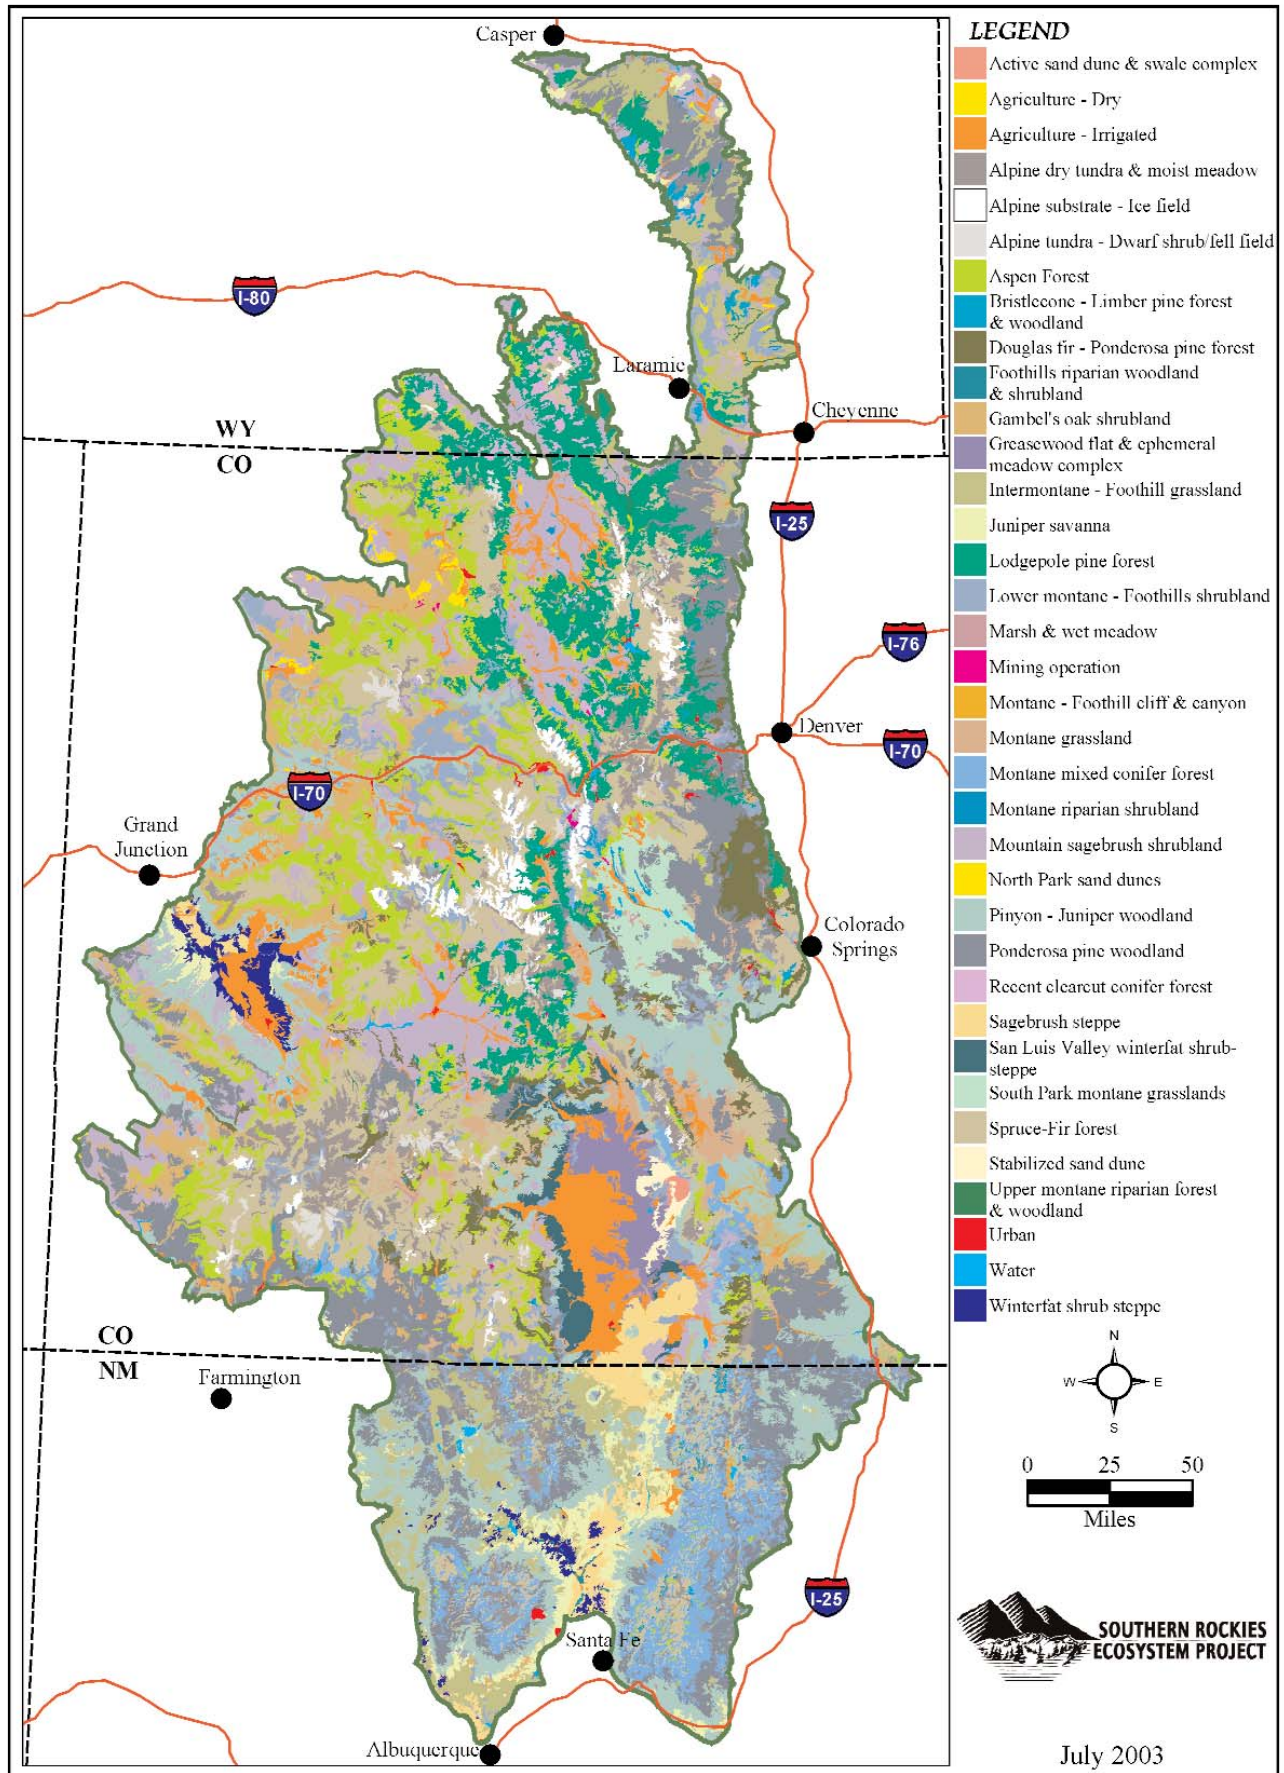 Casper
I-80
Laramie
Cheyenne
WY
CO
I-25
I-76
Denver
I-70
I-70
Grand
Junction
Colorado
Springs
CO
NM
Farmington
I-25
Santa Fe
Albuquerque
LEGEND
Active sand dune & swale complex
Agriculture - Dry
Agriculture - Irrigated
Alpine dry tundra & moist meadow
Alpine substrate - Ice field
Alpine tundra - Dwarf shrub/fell field
Aspen Forest
Bristlecone - Limber pine forest
& woodland
Douglas fir - Ponderosa pine forest
Foothills riparian woodland
& shrubland
Gambel's oak shrubland
Greasewood flat & ephemeral
meadow complex
Intermontane - Foothill grassland
Juniper savanna
Lodgepole pine forest
Lower montane - Foothills shrubland
Marsh & wet meadow
Mining operation
Montane - Foothill cliff & canyon
Montane grassland
Montane mixed conifer forest
Montane riparian shrubland
Mountain sagebrush shrubland
North Park sand dunes
Pinyon - Juniper woodland
Ponderosa pine woodland
Recent clearcut conifer forest
Sagebrush steppe
San Luis Valley winterfat shrub-
steppe
South Park montane grasslands
Spruce-Fir forest
Stabilized sand dune
Upper montane riparian forest
& woodland
Urban
Water
Winterfat shrub steppe
N
W
E
S
0 25 50
Miles
SOUTHERN ROCKIES
ECOSYSTEM PROJECT
July 2003